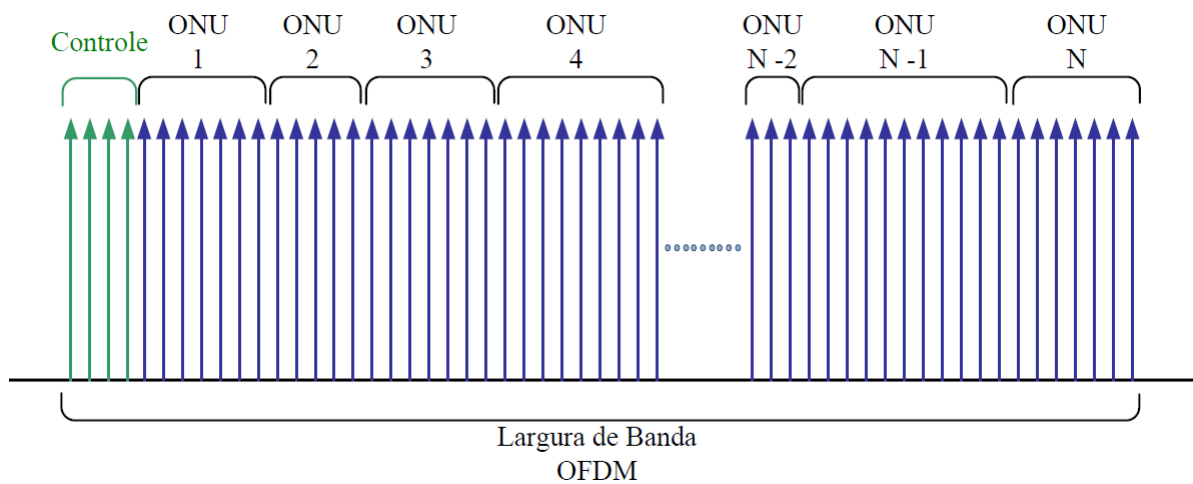 Controle
ONU
1
ONU
2
ONU
3
ONU
4
ONU
N -2
ONU
N -1
ONU
N
Largura de Banda
OFDM